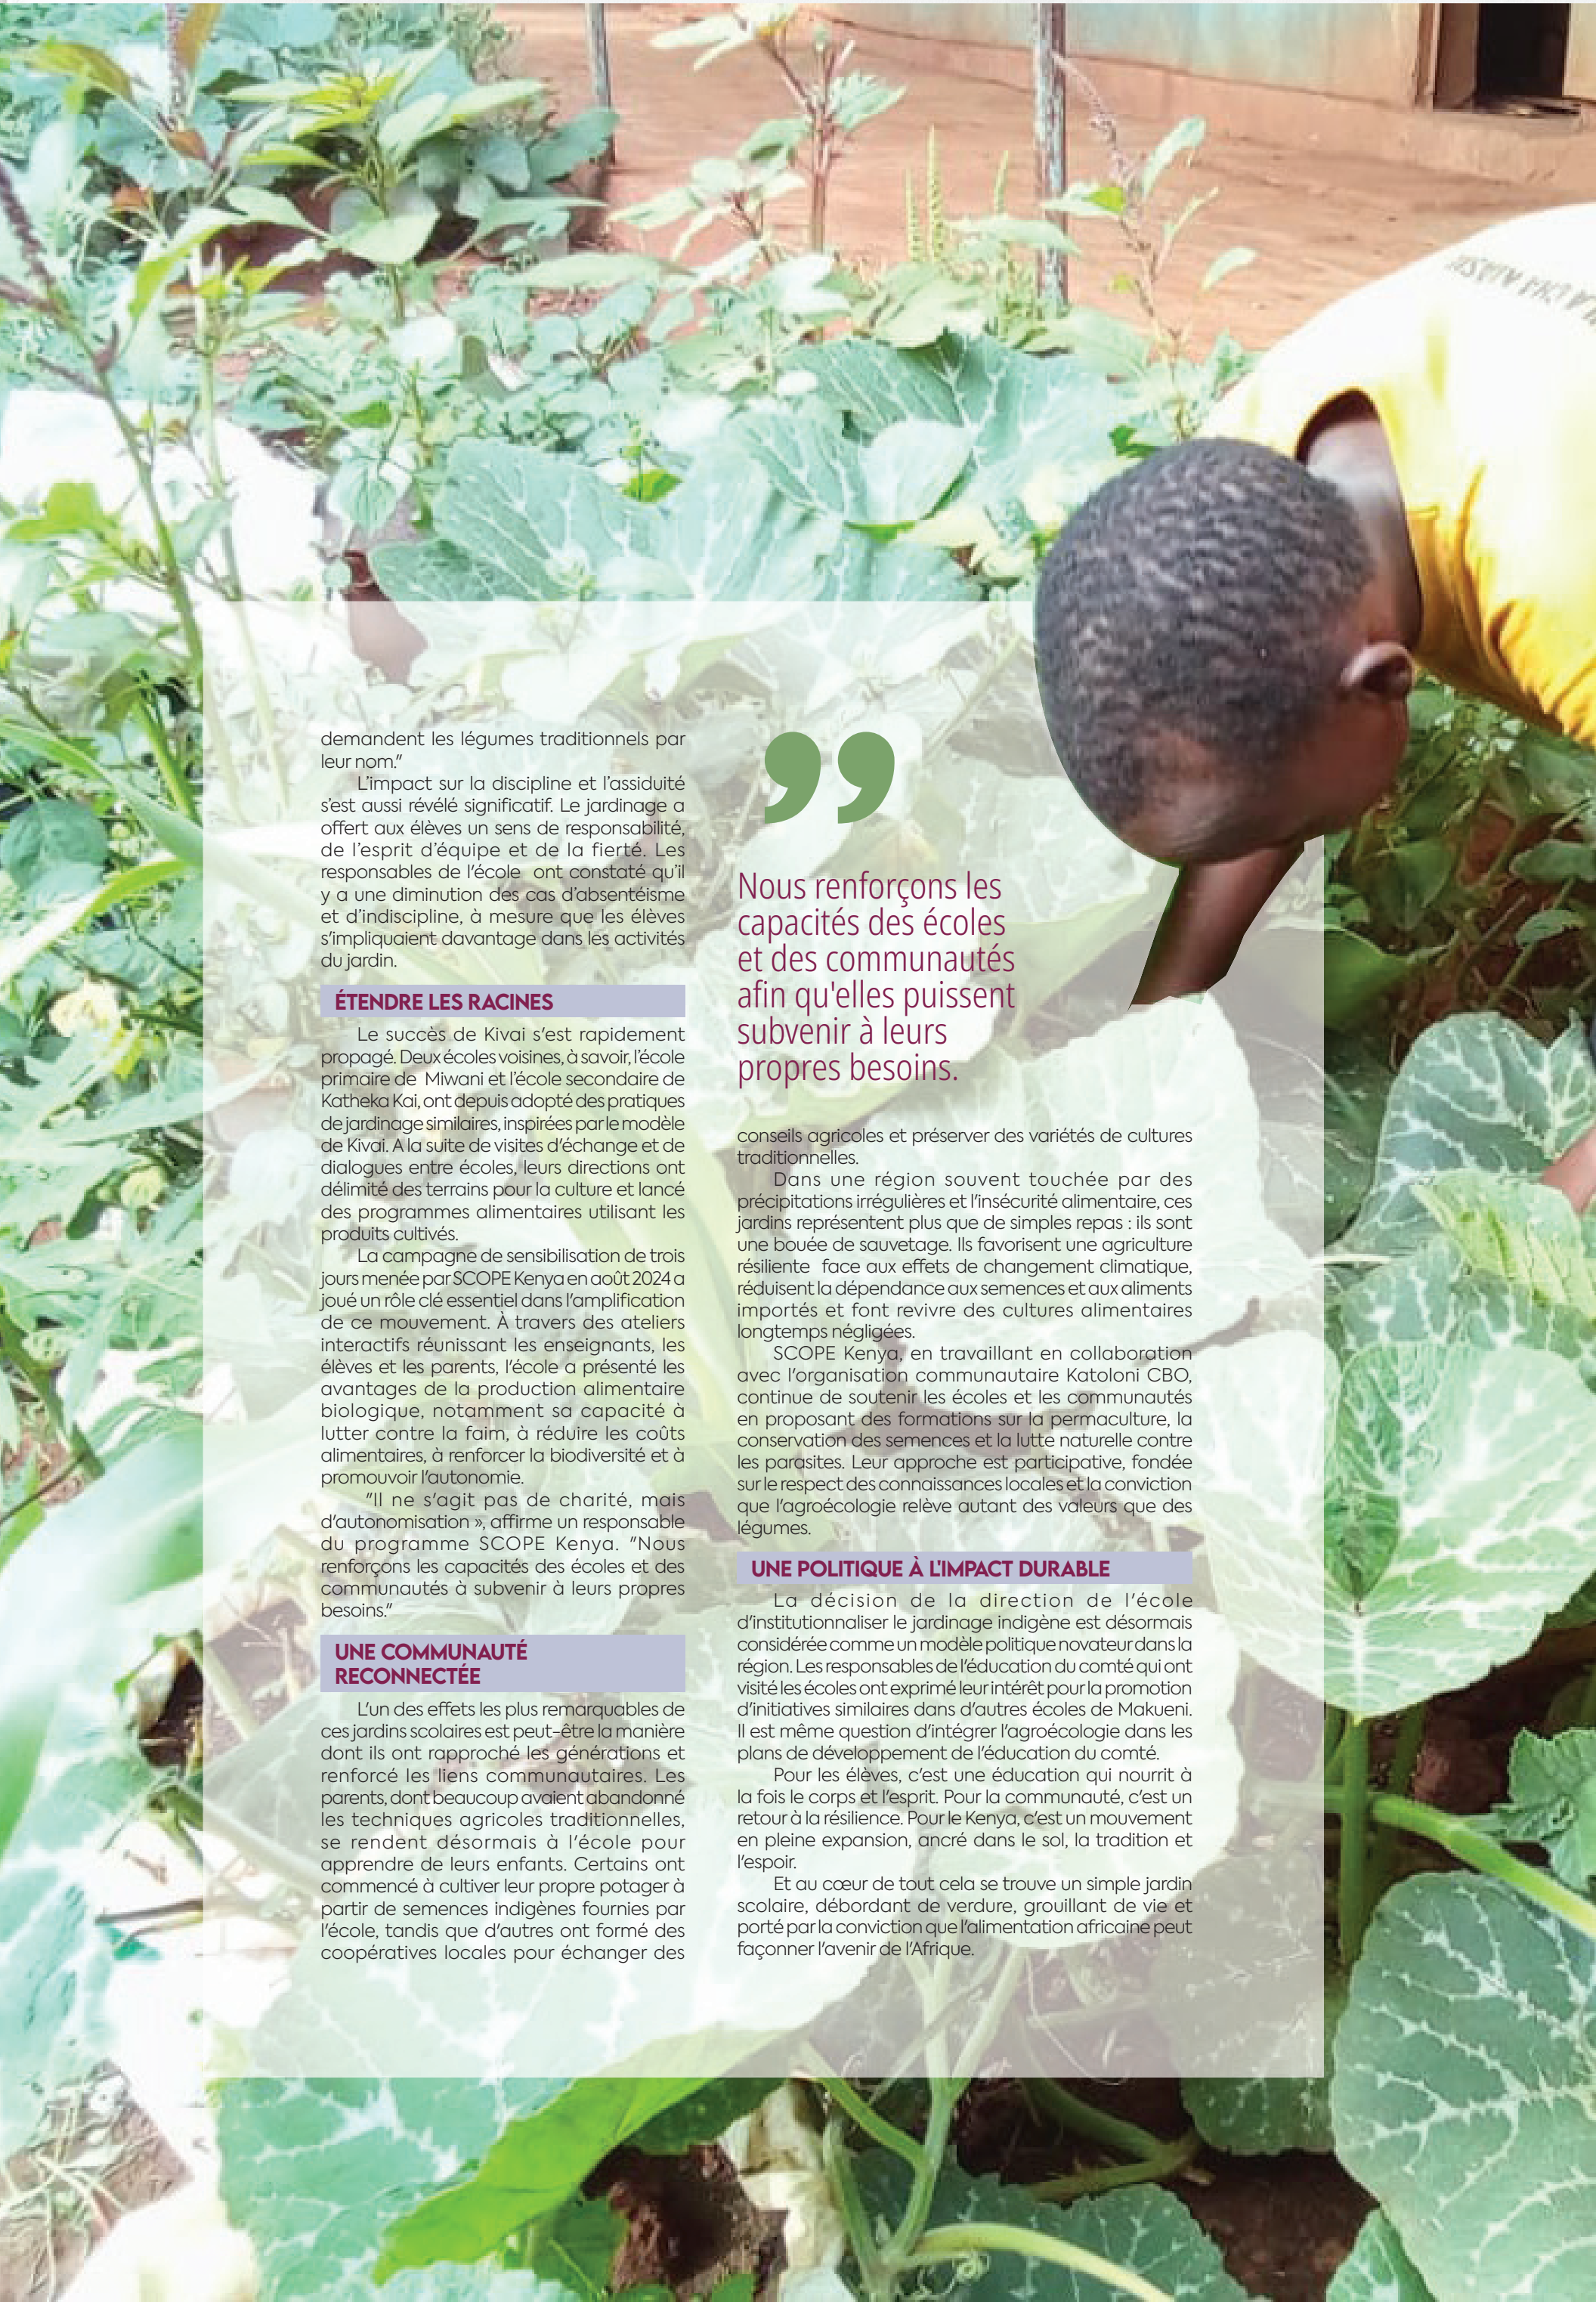 demandent les légumes traditionnels par
leur nom."
L'impact sur la discipline et l'assiduité
s'est aussi révélé significatif. Le jardinage a
offert aux élèves un sens de responsabilité,
de l'esprit d'équipe et de la fierté. Les
responsables de l'école ont constaté qu'il
y a une diminution des cas d'absentéisme
et d'indiscipline, à mesure que les élèves
s'impliquaient davantage dans les activités
du jardin.
ÉTENDRE LES RACINES
Le succès de Kivai s'est rapidement
propagé. Deux écoles voisines, à savoir, l'école
primaire de Miwani et l'école secondaire de
Katheka Kai, ont depuis adopté des pratiques
de jardinage similaires, inspirées par le modèle
de Kivai. A la suite de visites d'échange et de
dialogues entre écoles, leurs directions ont
délimité des terrains pour la culture et lancé
des programmes alimentaires utilisant les
produits cultivés.
La campagne de sensibilisation de trois
jours menée par SCOPE Kenya en août 2024 a
joué un rôle clé essentiel dans l'amplification
de ce mouvement. À travers des ateliers
interactifs réunissant les enseignants, les
élèves et les parents, l'école a présenté les
avantages de la production alimentaire
biologique, notamment sa capacité à
lutter contre la faim, à réduire les coûts
alimentaires, à renforcer la biodiversité et à
promouvoir l'autonomie.
"Il ne s'agit pas de charité, mais
d'autonomisation », affirme un responsable
du programme SCOPE Kenya. "Nous
renforçons les capacités des écoles et des
communautés à subvenir à leurs propres
besoins."
UNE COMMUNAUTÉ
RECONNECTÉE
L'un des effets les plus remarquables de
ces jardins scolaires est peut-être la manière
dont ils ont rapproché les générations et
renforcé les liens communautaires. Les
parents, dont beaucoup avaient abandonné
les techniques agricoles traditionnelles,
se rendent désormais à l'école pour
apprendre de leurs enfants. Certains ont
commencé à cultiver leur propre potager à
partir de semences indigènes fournies par
l'école, tandis que d'autres ont formé des
coopératives locales pour échanger des
”
Nous renforçons les
capacités des écoles
et des communautés
afin qu'elles puissent
subvenir à leurs
propres besoins.
conseils agricoles et préserver des variétés de cultures
traditionnelles.
Dans une région souvent touchée par des
précipitations irrégulières et l'insécurité alimentaire, ces
jardins représentent plus que de simples repas : ils sont
une bouée de sauvetage. Ils favorisent une agriculture
résiliente face aux effets de changement climatique,
réduisent la dépendance aux semences et aux aliments
importés et font revivre des cultures alimentaires
longtemps négligées.
SCOPE Kenya, en travaillant en collaboration
avec l'organisation communautaire Katoloni CBO,
continue de soutenir les écoles et les communautés
en proposant des formations sur la permaculture, la
conservation des semences et la lutte naturelle contre
les parasites. Leur approche est participative, fondée
sur le respect des connaissances locales et la conviction
que l'agroécologie relève autant des valeurs que des
légumes.
UNE POLITIQUE À L'IMPACT DURABLE
La décision de la direction de l'école
d'institutionnaliser le jardinage indigène est désormais
considérée comme un modèle politique novateur dans la
région. Les responsables de l'éducation du comté qui ont
visité les écoles ont exprimé leur intérêt pour la promotion
d'initiatives similaires dans d'autres écoles de Makueni.
Il est même question d'intégrer l'agroécologie dans les
plans de développement de l'éducation du comté.
Pour les élèves, c'est une éducation qui nourrit à
la fois le corps et l'esprit. Pour la communauté, c'est un
retour à la résilience. Pour le Kenya, c'est un mouvement
en pleine expansion, ancré dans le sol, la tradition et
l'espoir.
Et au cœur de tout cela se trouve un simple jardin
scolaire, débordant de verdure, grouillant de vie et
porté par la conviction que l'alimentation africaine peut
façonner l'avenir de l'Afrique.